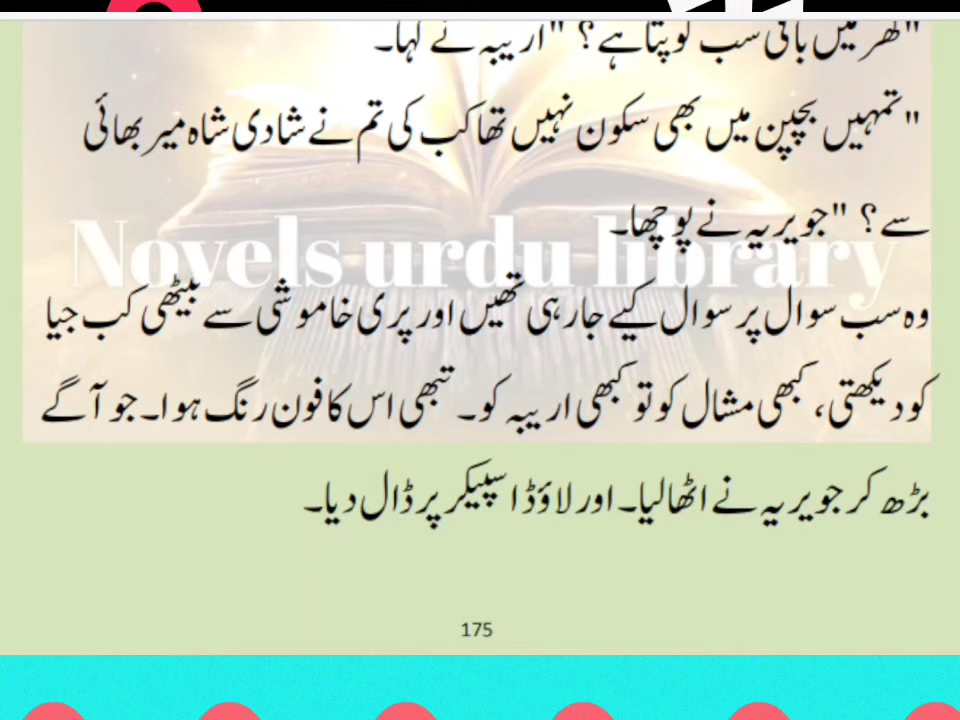 "گھر میں باقی سب کو پتا ہے؟ "اریبہ نے کہا۔
"تمہیں بچپن میں بھی سکون نہیں تھا کب کی تم نے شادی شاہ میر بھائی
سے؟ "جویریہ نے پوچھا۔
Novels urdu library
وہ سب سوال پر سوال کیے جا رہی تھیں اور پری خاموشی سے بیٹھی کب جیا
کو دیکھتی، کبھی مشال کو تو کبھی اریبہ کو۔ تبھی اس کا فون رنگ ہوا۔ جو آگے
بڑھ کر جویریہ نے اٹھا لیا۔ اور لاؤڈ اسپیکر پر ڈال دیا۔
175